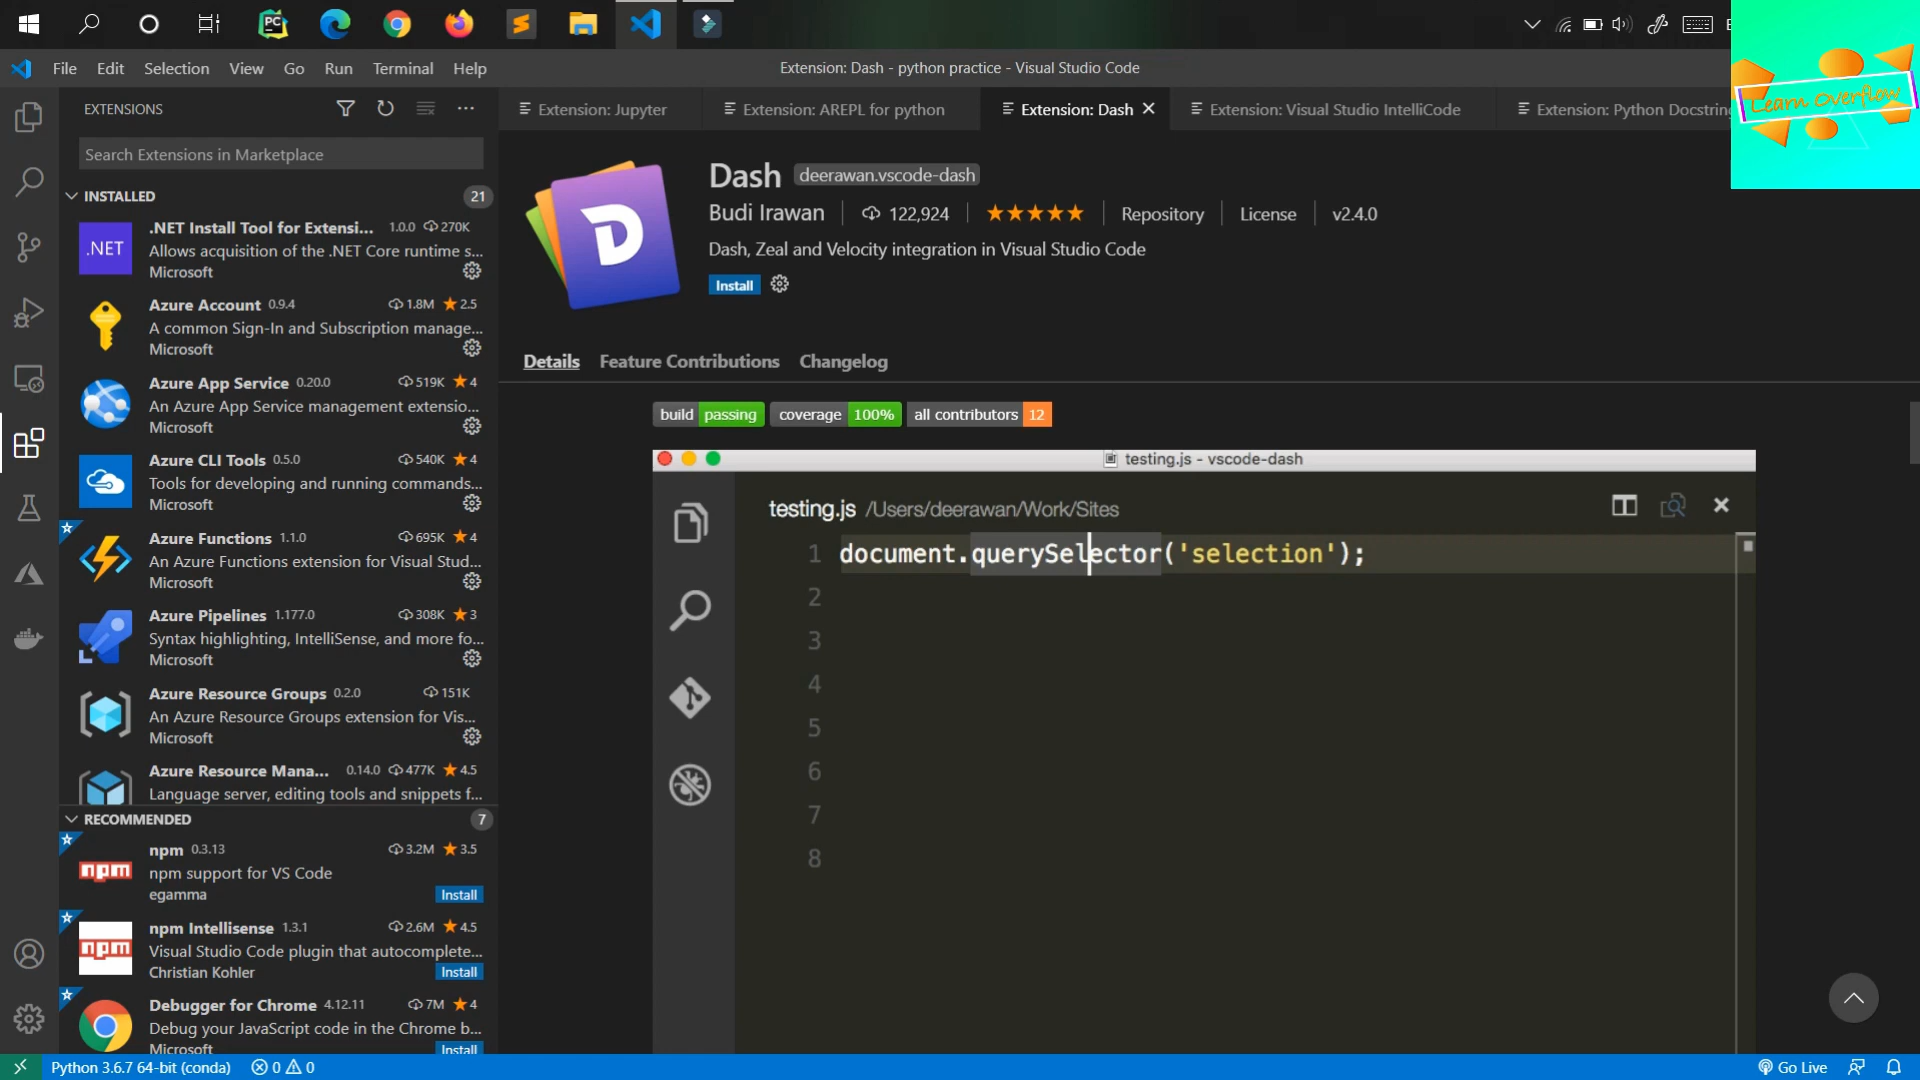 File Edit Selection View Go Run Terminal Help
Extension: Dash - python practice - Visual Studio Code
Learn Overflow
EXTENSIONS
Search Extensions in Marketplace
INSTALLED 21
.NET
.NET Install Tool for Extensi... 1.0.0 270K
Allows acquisition of the .NET Core runtime s...
Microsoft
Azure Account 0.9.4 1.8M 2.5
A common Sign-In and Subscription manage...
Microsoft
Azure App Service 0.20.0 519K 4
An Azure App Service management extensio...
Microsoft
Azure CLI Tools 0.5.0 540K 4
Tools for developing and running commands...
Microsoft
Azure Functions 1.1.0 695K 4
An Azure Functions extension for Visual Stud...
Microsoft
Azure Pipelines 1.177.0 308K 3
Syntax highlighting, IntelliSense, and more fo...
Microsoft
Azure Resource Groups 0.2.0 151K
An Azure Resource Groups extension for Vis...
Microsoft
Azure Resource Mana... 0.14.0 477K 4.5
Language server, editing tools and snippets f...
RECOMMENDED 7
npm
npm 0.3.13 3.2M 3.5
npm support for VS Code
egamma Install
npm
npm Intellisense 1.3.1 2.6M 4.5
Visual Studio Code plugin that autocomplete...
Christian Kohler Install
Debugger for Chrome 4.12.11 7M 4
Debug your JavaScript code in the Chrome b...
Microsoft Install
Extension: Jupyter Extension: AREPL for python Extension: Dash Extension: Visual Studio IntelliCode Extension: Python Docstring
Dash deerawan.vscode-dash
Budi Irawan 122,924 Repository License v2.4.0
Dash, Zeal and Velocity integration in Visual Studio Code
Install
Details Feature Contributions Changelog
build passing coverage 100% all contributors 12
testing.js - vscode-dash
testing.js /Users/deerawan/Work/Sites
1 document.querySelector('selection');
2
3
4
5
6
7
8
Python 3.6.7 64-bit (conda) 0 0 Go Live